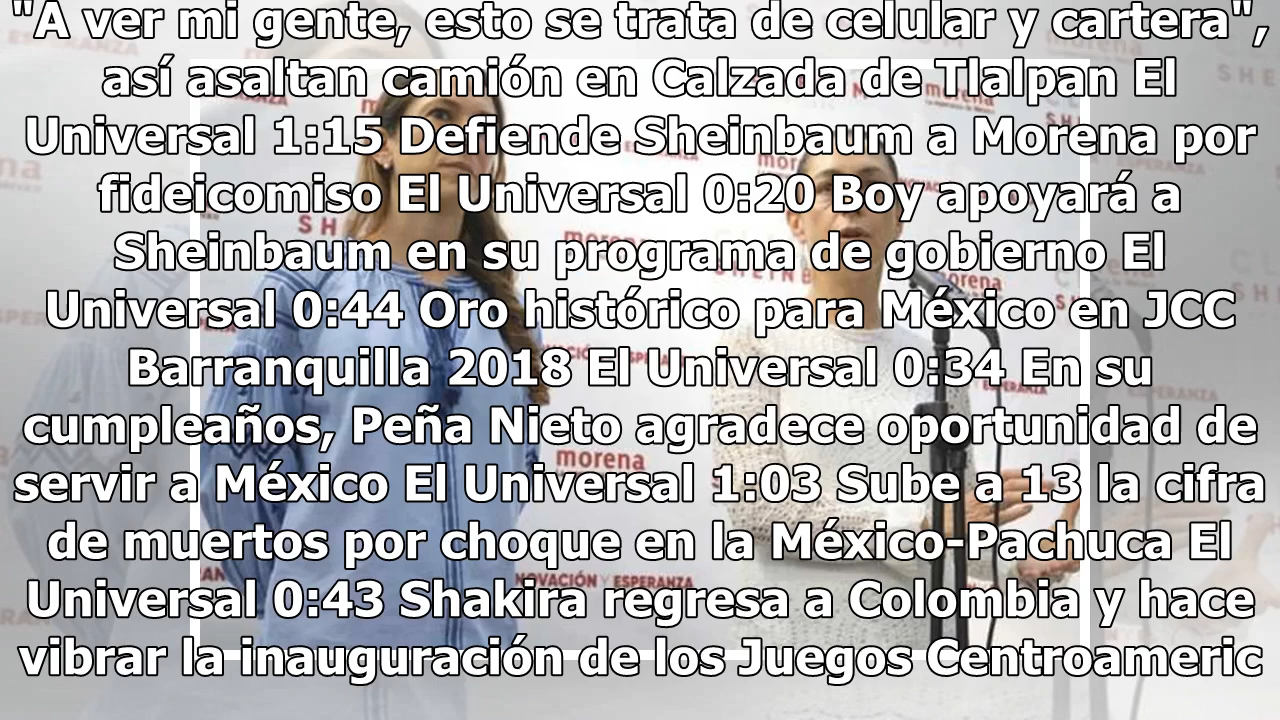 "A ver mi gente, esto se trata de celular y cartera",
así asaltan camión en Calzada de Tlalpan El
Universal 1:15 Defiende Sheinbaum a Morena por
fideicomiso El Universal 0:20 Boy apoyará a
Sheinbaum en su programa de gobierno El
Universal 0:44 Oro histórico para México en JCC
Barranquilla 2018 El Universal 0:34 En su
cumpleaños, Peña Nieto agradece oportunidad de
servir a México El Universal 1:03 Sube a 13 la cifra
de muertos por choque en la México-Pachuca El
Universal 0:43 Shakira regresa a Colombia y hace
vibrar la inauguración de los Juegos Centroameric
morena
NOVACIÓN Y ESPERANZA